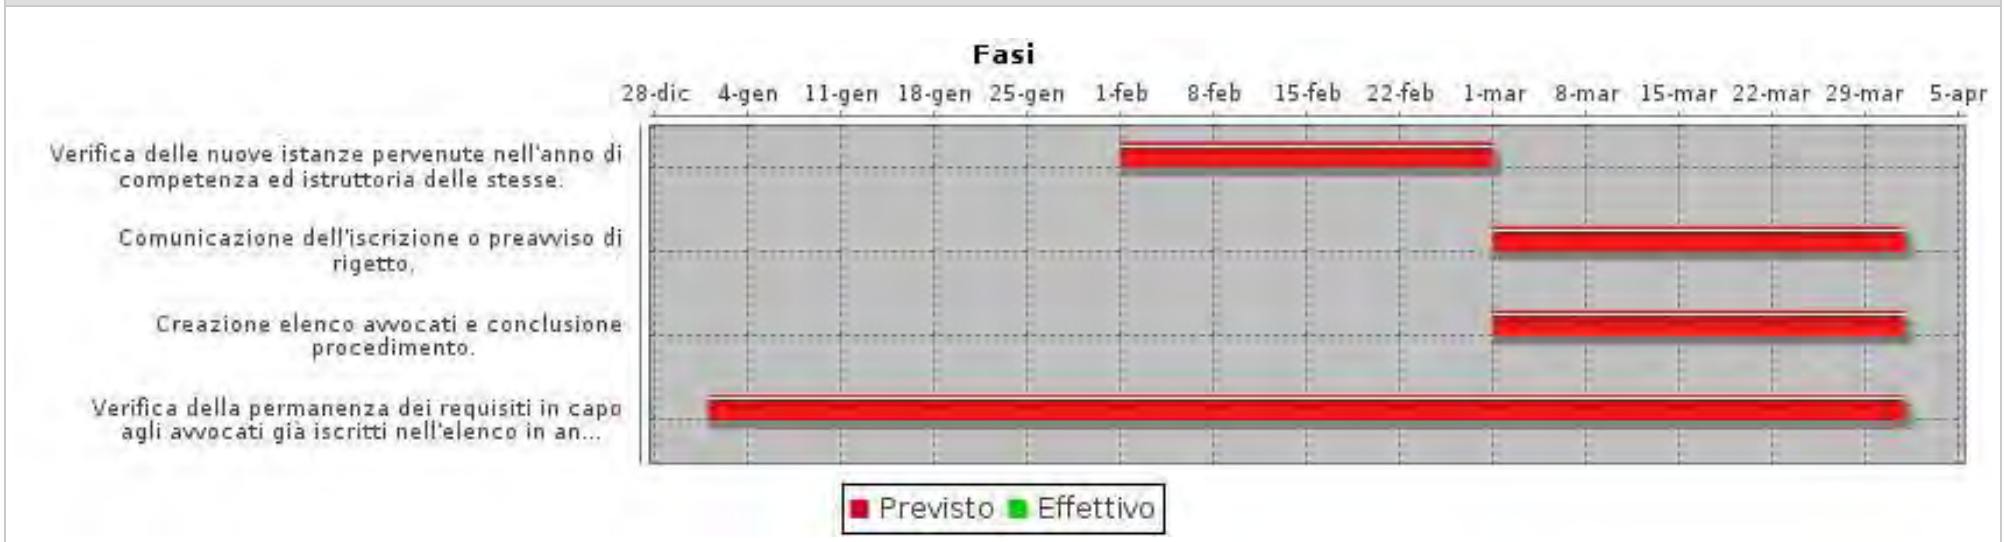 Fasi
28-dic 4-gen 11-gen 18-gen 25-gen 1-feb 8-feb 15-feb 22-feb 1-mar 8-mar 15-mar 22-mar 29-mar 5-apr
Verifica delle nuove istanze pervenute nell'anno di
competenza ed istruttoria delle stesse.
Comunicazione dell'iscrizione o preavviso di
rigetto.
Creazione elenco avvocati e conclusione
procedimento.
Verifica della permanenza dei requisiti in capo
agli avvocati già iscritti nell'elenco in an...
Previsto Effettivo